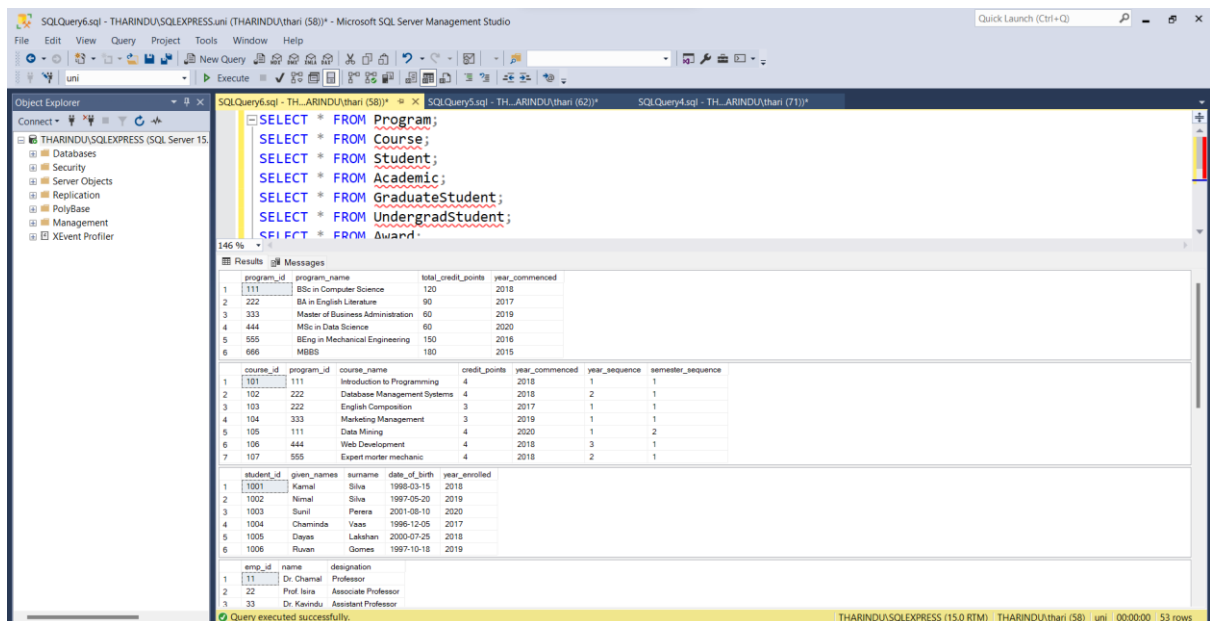 SQLQuery6.sql - THARINDU\SQLEXPRESS.uni (THARINDU\thari (58))* - Microsoft SQL Server Management Studio
Quick Launch (Ctrl+Q)
File Edit View Query Project Tools Window Help
New Query
uni
Execute
Object Explorer
SQLQuery6.sql - TH...ARINDU\thari (58))*
SQLQuery5.sql - TH...ARINDU\thari (62))*
SQLQuery4.sql - TH...ARINDU\thari (71))*
Connect
THARINDU\SQLEXPRESS (SQL Server 15.
Databases
Security
Server Objects
Replication
PolyBase
Management
XEvent Profiler
SELECT * FROM Program;
SELECT * FROM Course;
SELECT * FROM Student;
SELECT * FROM Academic;
SELECT * FROM GraduateStudent;
SELECT * FROM UndergradStudent;
SELECT * FROM Award;
146 %
Results Messages
program_id program_name total_credit_points year_commenced
1 111 BSc in Computer Science 120 2018
2 222 BA in English Literature 90 2017
3 333 Master of Business Administration 60 2019
4 444 MSc in Data Science 60 2020
5 555 BEng in Mechanical Engineering 150 2016
6 666 MBBS 180 2015
course_id program_id course_name credit_points year_commenced year_sequence semester_sequence
1 101 111 Introduction to Programming 4 2018 1 1
2 102 222 Database Management Systems 4 2018 2 1
3 103 222 English Composition 3 2017 1 1
4 104 333 Marketing Management 3 2019 1 1
5 105 111 Data Mining 4 2020 1 2
6 106 444 Web Development 4 2018 3 1
7 107 555 Expert morter mechanic 4 2018 2 1
student_id given_names surname date_of_birth year_enrolled
1 1001 Kamal Silva 1998-03-15 2018
2 1002 Nimal Silva 1997-05-20 2019
3 1003 Sunil Perera 2001-08-10 2020
4 1004 Chaminda Vaas 1996-12-05 2017
5 1005 Dayas Lakshan 2000-07-25 2018
6 1006 Ruvan Gomes 1997-10-18 2019
emp_id name designation
1 11 Dr. Chamal Professor
2 22 Prof. Isira Associate Professor
3 33 Dr. Kavindu Assistant Professor
Query executed successfully.
THARINDU\SQLEXPRESS (15.0 RTM) THARINDU\thari (58) uni 00:00:00 53 rows